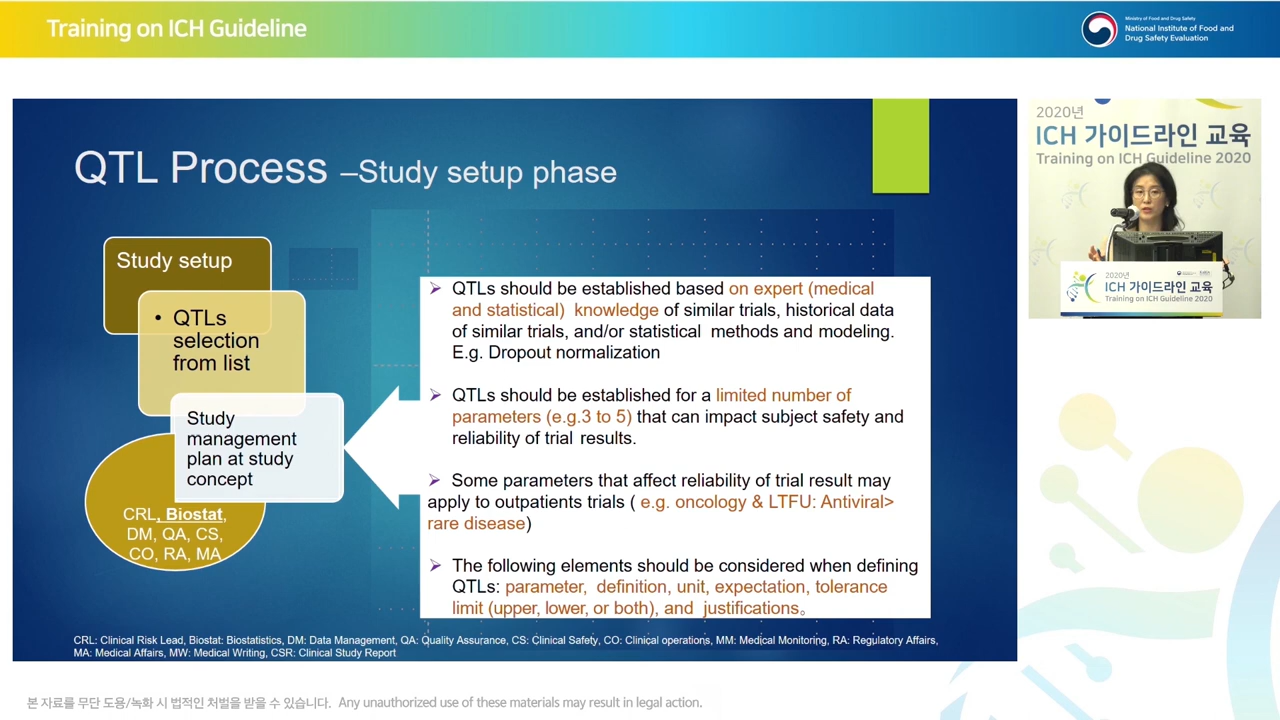 Training on ICH Guideline
Ministry of Food and Drug Safety
National Institute of Food and
Drug Safety Evaluation
QTL Process –Study setup phase
Study setup
• QTLs
selection
from list
Study
management
plan at study
concept
CRL, Biostat,
DM, QA, CS,
CO, RA, MA
QTLs should be established based on expert (medical
and statistical) knowledge of similar trials, historical data
of similar trials, and/or statistical methods and modeling.
E.g. Dropout normalization
QTLs should be established for a limited number of
parameters (e.g.3 to 5) that can impact subject safety and
reliability of trial results.
Some parameters that affect reliability of trial result may
apply to outpatients trials ( e.g. oncology & LTFU: Antiviral>
rare disease)
The following elements should be considered when defining
QTLs: parameter, definition, unit, expectation, tolerance
limit (upper, lower, or both), and justifications。
CRL: Clinical Risk Lead, Biostat: Biostatistics, DM: Data Management, QA: Quality Assurance, CS: Clinical Safety, CO: Clinical operations, MM: Medical Monitoring, RA: Regulatory Affairs,
MA: Medical Affairs, MW: Medical Writing, CSR: Clinical Study Report
2020년
ICH 가이드라인 교육
Training on ICH Guideline 2020
2020년
ICH 가이드라인 교육
Training on ICH Guideline 2020
본 자료를 무단 도용/녹화 시 법적인 처벌을 받을 수 있습니다. Any unauthorized use of these materials may result in legal action.